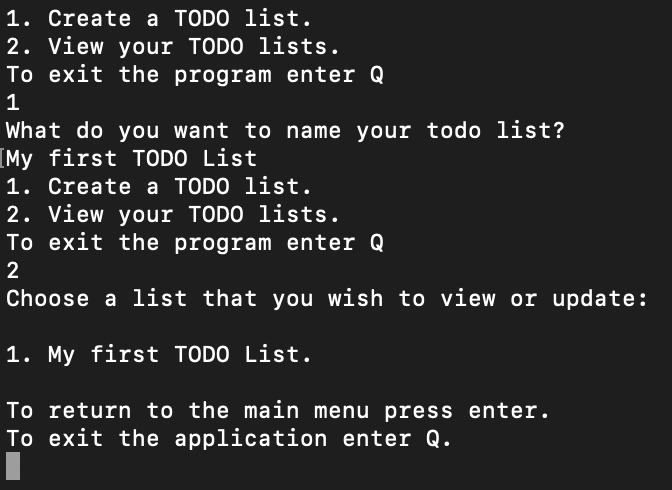 1. Create a TODO list.
2. View your TODO lists.
To exit the program enter Q
1
What do you want to name your todo list?
[My first TODO List
1. Create a TODO list.
2. View your TODO lists.
To exit the program enter Q
2
Choose a list that you wish to view or update:
1. My first TODO List.
To return to the main menu press enter.
To exit the application enter Q.